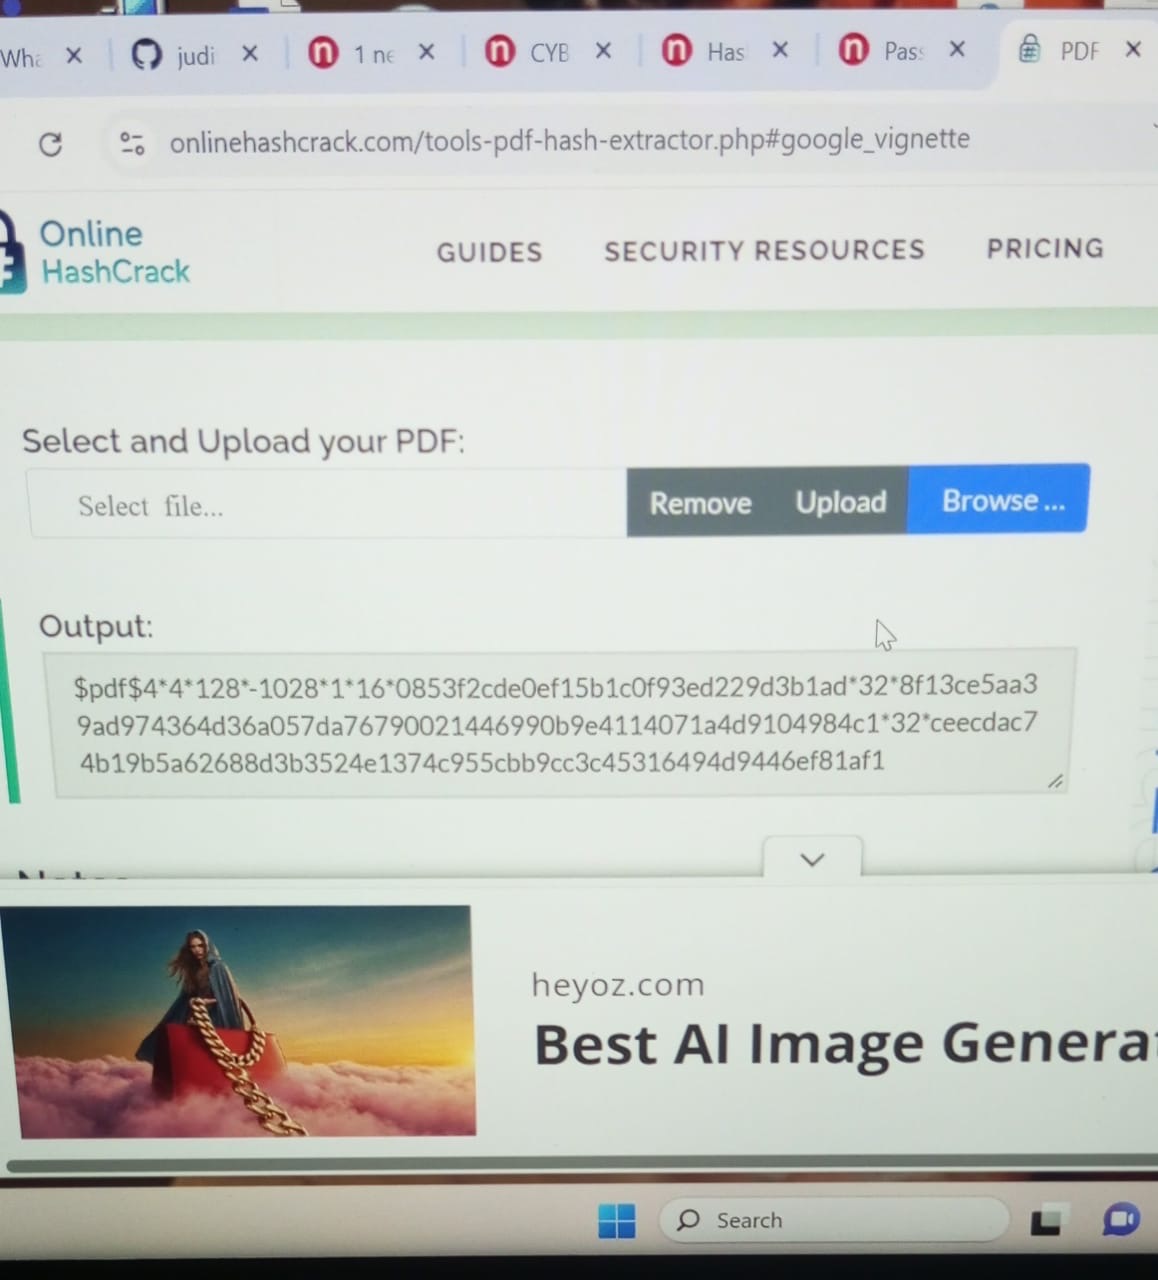 Wha
judi
1 ne
CYB
Has
Pass
PDF
onlinehashcrack.com/tools-pdf-hash-extractor.php#google_vignette
Online
HashCrack
GUIDES
SECURITY RESOURCES
PRICING
Select and Upload your PDF:
Select file...
Remove
Upload
Browse ...
Output:
$pdf$4*4*128*-1028*1*16*0853f2cde0ef15b1c0f93ed229d3b1ad*32*8f13ce5aa3
9ad974364d36a057da76790021446990b9e4114071a4d9104984c1*32*ceecdac7
4b19b5a62688d3b3524e1374c955cbb9cc3c45316494d9446ef81af1
heyoz.com
Best AI Image Genera
Search